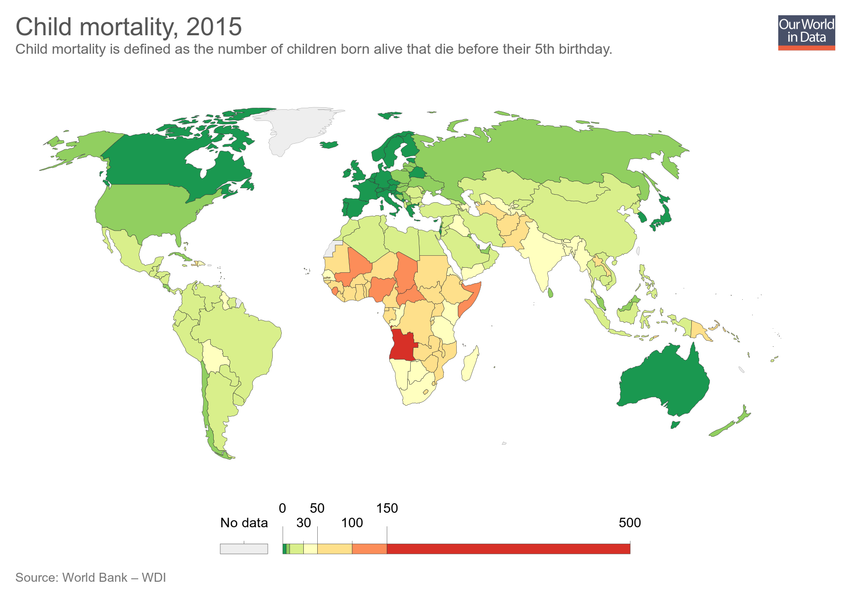 Child mortality, 2015
Child mortality is defined as the number of children born alive that die before their 5th birthday.
Our World
in Data
0 50 150
No data 30 100 500
Source: World Bank – WDI